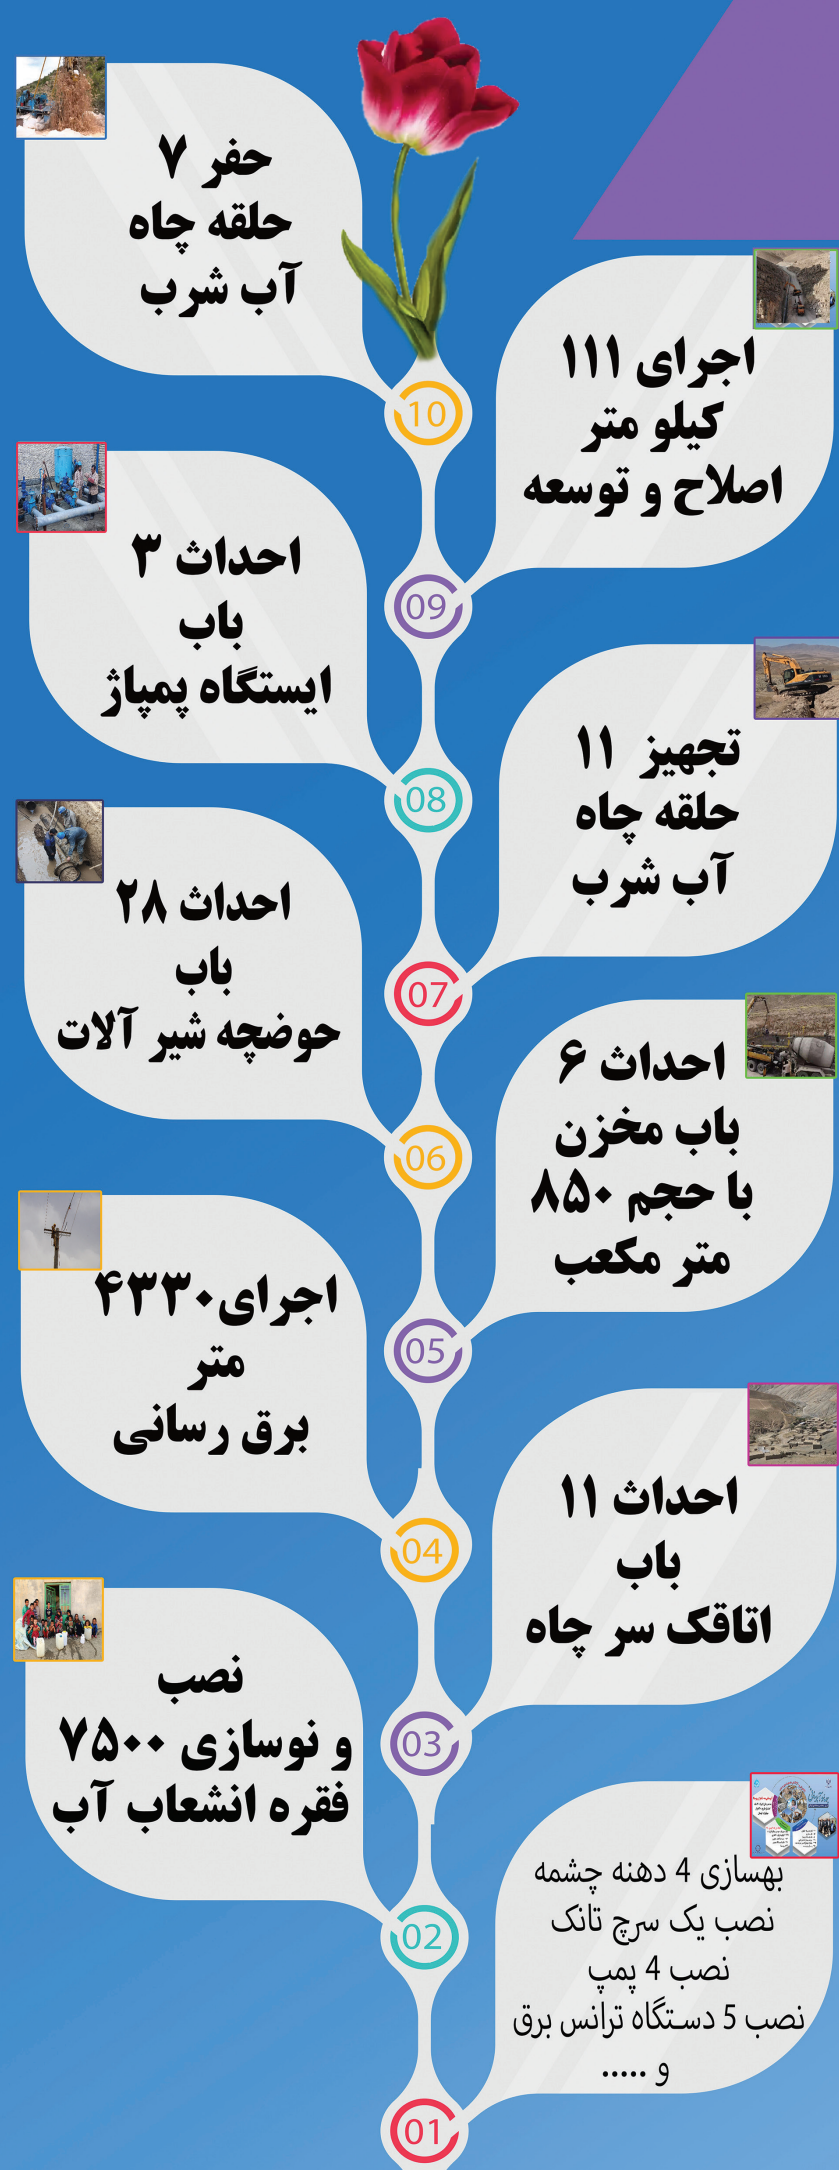 حفر ۷
حلقه چاه
آب شرب
10
اجرای ۱۱۱
کیلو متر
اصلاح و توسعه
09
احداث ۳
باب
ایستگاه پمپاژ
08
تجهیز ۱۱
حلقه چاه
آب شرب
07
احداث ۲۸
باب
حوضچه شیر آلات
06
احداث ۶
باب مخزن
با حجم ۸۵۰
متر مکعب
05
اجرای۴۳۳۰
متر
برق رسانی
04
احداث ۱۱
باب
اتاقک سر چاه
03
نصب
و نوسازی ۷۵۰۰
فقره انشعاب آب
02
بهسازی 4 دهنه چشمه
نصب یک سرچ تانک
نصب 4 پمپ
نصب 5 دستگاه ترانس برق
و .....
01